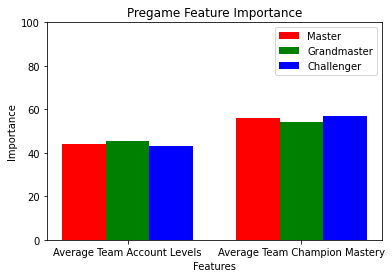 Pregame Feature Importance
Master
Grandmaster
Challenger
100
80
60
40
20
0
Importance
Average Team Account Levels
Average Team Champion Mastery
Features